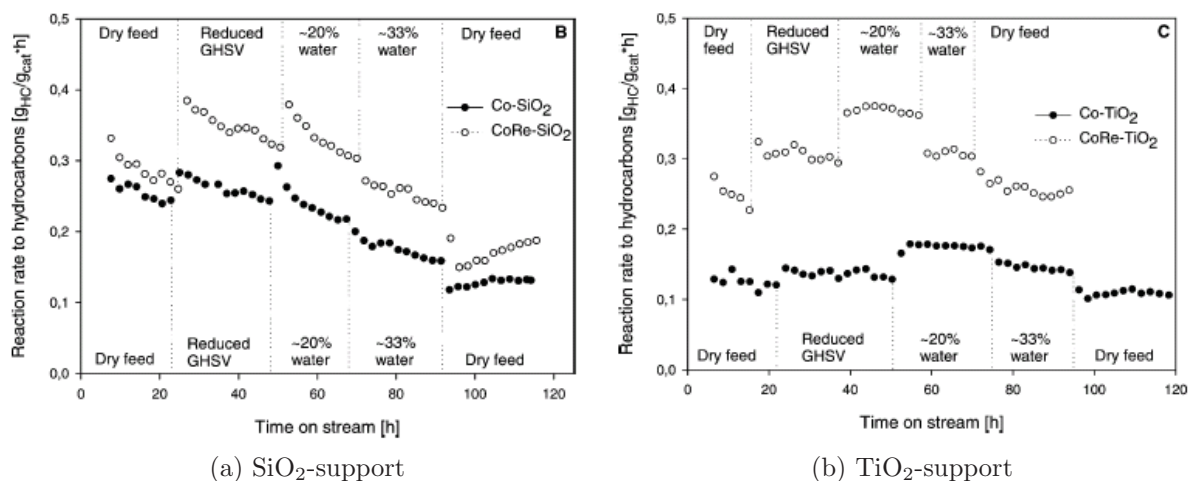 Reaction rate to hydrocarbons [g_HC/g_cat*h]
0,5
0,4
0,3
0,2
0,1
0,0
Dry feed
Reduced
GHSV
~20%
water
~33%
water
Dry feed
B
Co-SiO₂
CoRe-SiO₂
Dry feed
Reduced
GHSV
~20%
water
~33%
water
Dry feed
0 20 40 60 80 100 120
Time on stream [h]
(a) SiO₂-support
Reaction rate to hydrocarbons [g_HC/g_cat*h]
0,5
0,4
0,3
0,2
0,1
0,0
Dry
feed
Reduced
GHSV
~20%
water
~33%
water
Dry feed
C
Co-TiO₂
CoRe-TiO₂
Dry feed
Reduced
GHSV
~20%
water
~33%
water
Dry feed
0 20 40 60 80 100 120
Time on stream [h]
(b) TiO₂-support